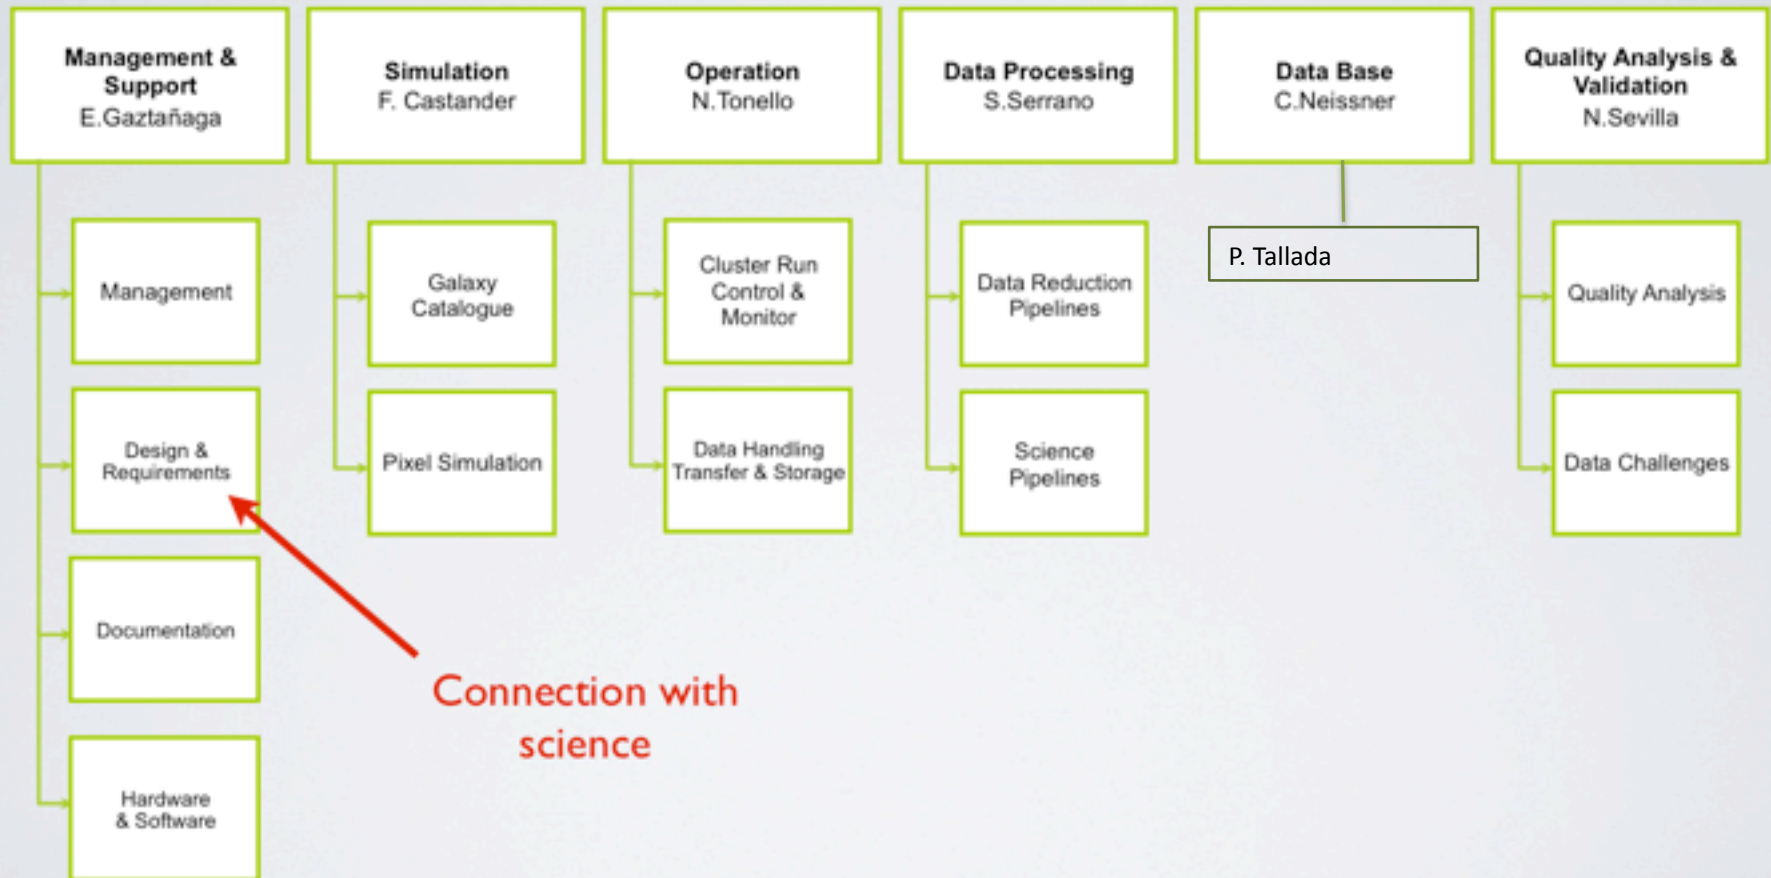 Management &
Support
E.Gaztañaga
Simulation
F. Castander
Operation
N.Tonello
Data Processing
S.Serrano
Data Base
C.Neissner
Quality Analysis &
Validation
N.Sevilla
Management
Design &
Requirements
Documentation
Hardware
& Software
Galaxy
Catalogue
Pixel Simulation
Cluster Run
Control &
Monitor
Data Handling
Transfer & Storage
Data Reduction
Pipelines
Science
Pipelines
P. Tallada
Quality Analysis
Data Challenges
Connection with
science